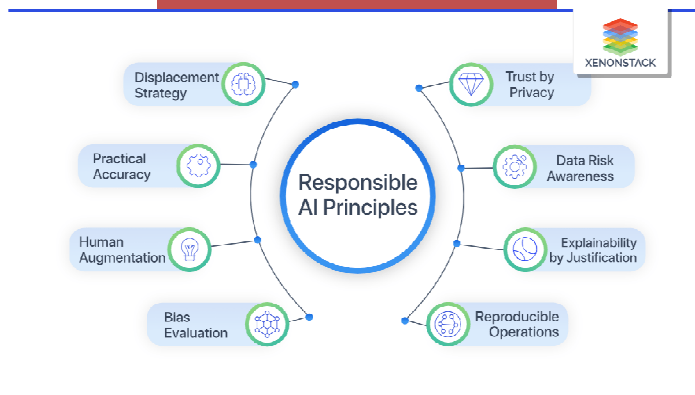 XENONSTACK
Displacement
Strategy
Practical
Accuracy
Human
Augmentation
Bias
Evaluation
Responsible
AI Principles
Trust by
Privacy
Data Risk
Awareness
Explainability
by Justification
Reproducible
Operations